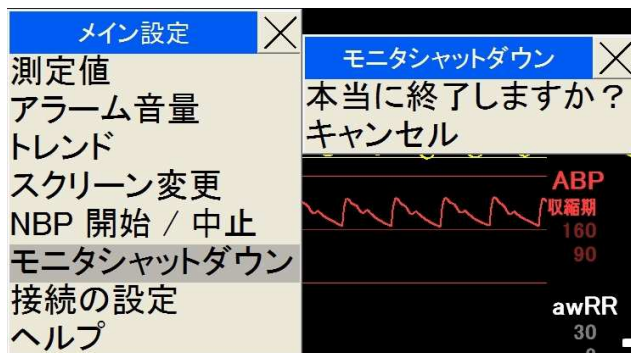 メイン設定
測定値
アラーム音量
トレンド
スクリーン変更
NBP 開始 / 中止
モニタシャットダウン
接続の設定
ヘルプ
モニタシャットダウン
本当に終了しますか？
キャンセル
ABP
収縮期
160
90
awRR
30